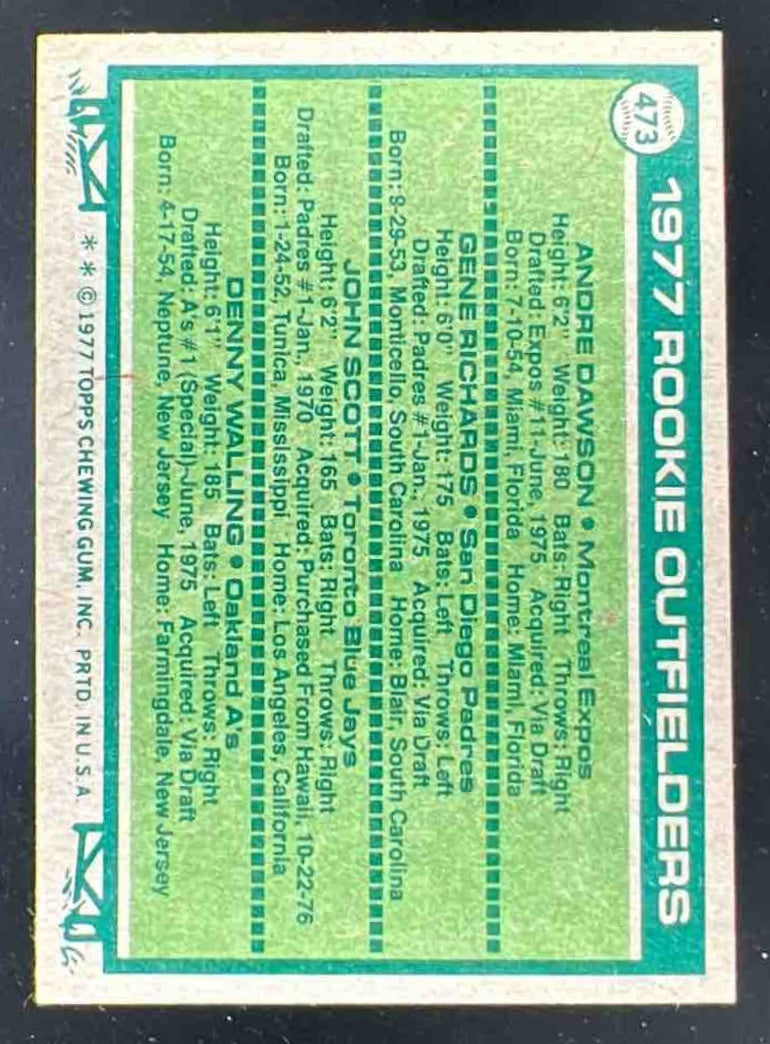 473
1977 ROOKIE OUTFIELDERS
ANDRE DAWSON • Montreal Expos
Height: 6'2" Weight: 180 Bats: Right Throws: Right
Drafted: Expos #11-June, 1975 Acquired: Via Draft
Born: 7-10-54, Miami, Florida Home: Miami, Florida
GENE RICHARDS • San Diego Padres
Height: 6'0" Weight: 175 Bats: Left Throws: Left
Drafted: Padres #1-Jan., 1975 Acquired: Via Draft
Born: 9-29-53, Monticello, South Carolina Home: Blair, South Carolina
JOHN SCOTT • Toronto Blue Jays
Height: 6'2" Weight: 165 Bats: Right Throws: Right
Drafted: Padres #1-Jan., 1970 Acquired: Purchased From Hawaii, 10-22-76
Born: 1-24-52, Tunica, Mississippi Home: Los Angeles, California
DENNY WALLING • Oakland A's
Height: 6'1" Weight: 185 Bats: Left Throws: Right
Drafted: A's #1 (Special)-June, 1975 Acquired: Via Draft
Born: 4-17-54, Neptune, New Jersey Home: Farmingdale, New Jersey
* * © 1977 TOPPS CHEWING GUM, INC. PRTD. IN U.S.A.